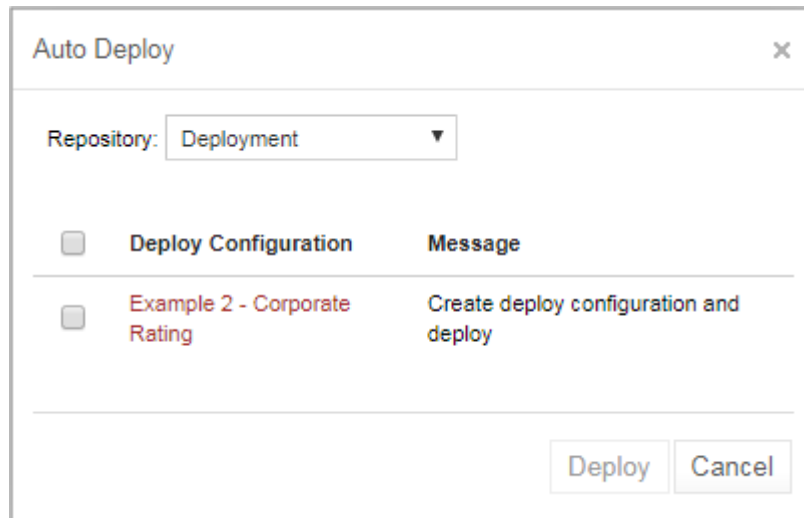 Auto Deploy
Repository: Deployment
Deploy Configuration Message
Example 2 - Corporate Create deploy configuration and
Rating deploy
Deploy Cancel